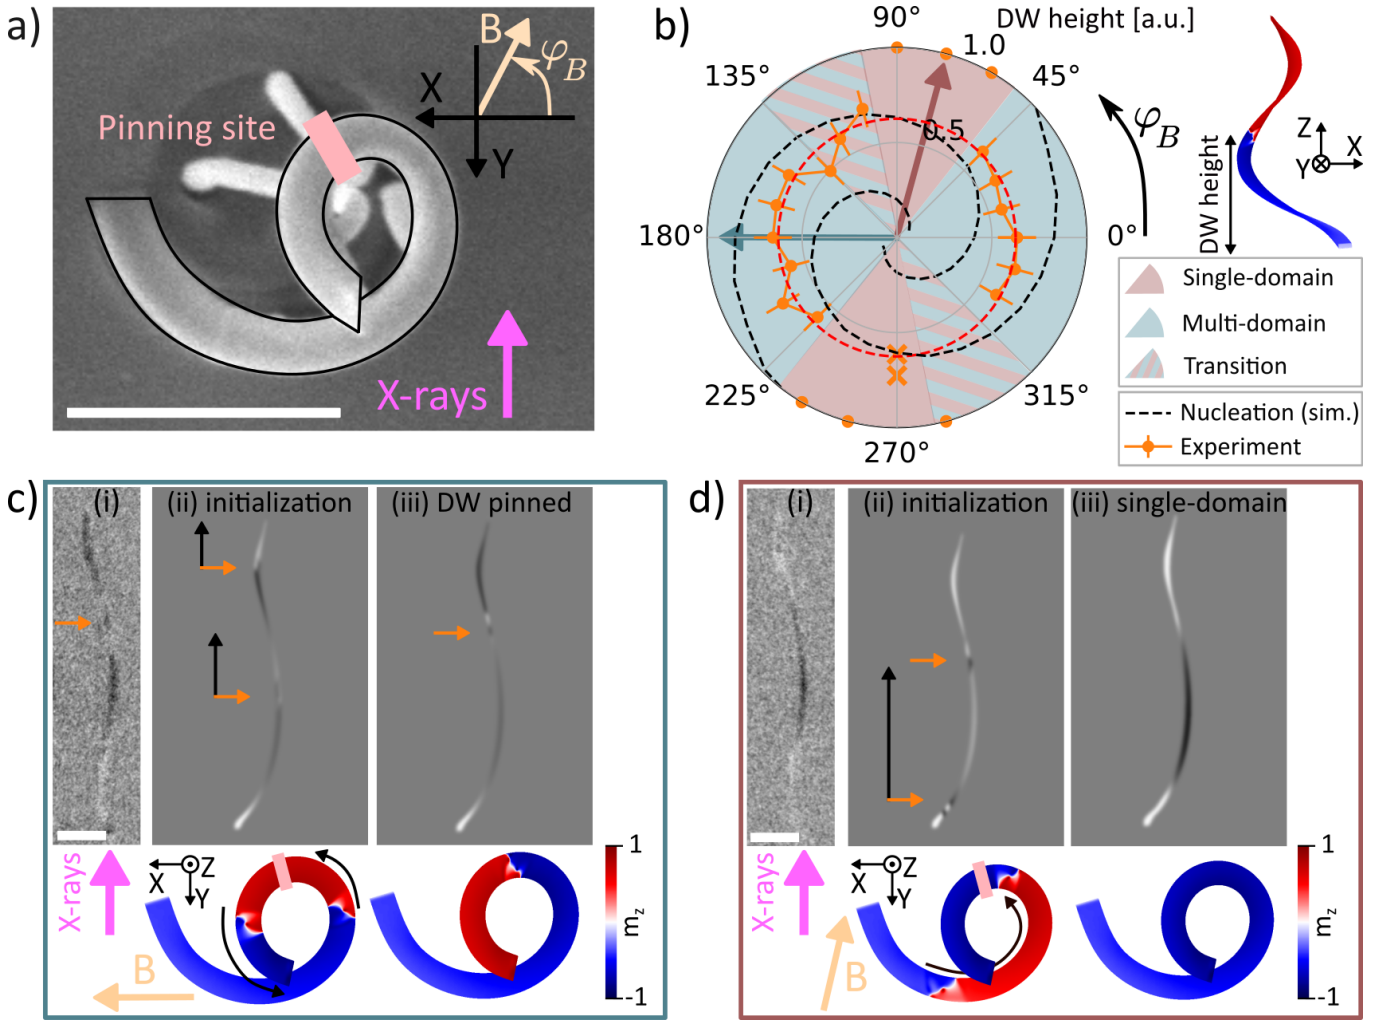 a)
B
φB
X
Y
Pinning site
X-rays
b)
DW height [a.u.]
90°
1.0
135°
45°
0.5
φB
180°
0°
225°
315°
270°
Z
Y
X
DW height
Single-domain
Multi-domain
Transition
Nucleation (sim.)
Experiment
c)
(i)
(ii) initialization
(iii) DW pinned
X-rays
X
Z
Y
B
1
mz
-1
d)
(i)
(ii) initialization
(iii) single-domain
X-rays
X
Z
Y
B
1
mz
-1